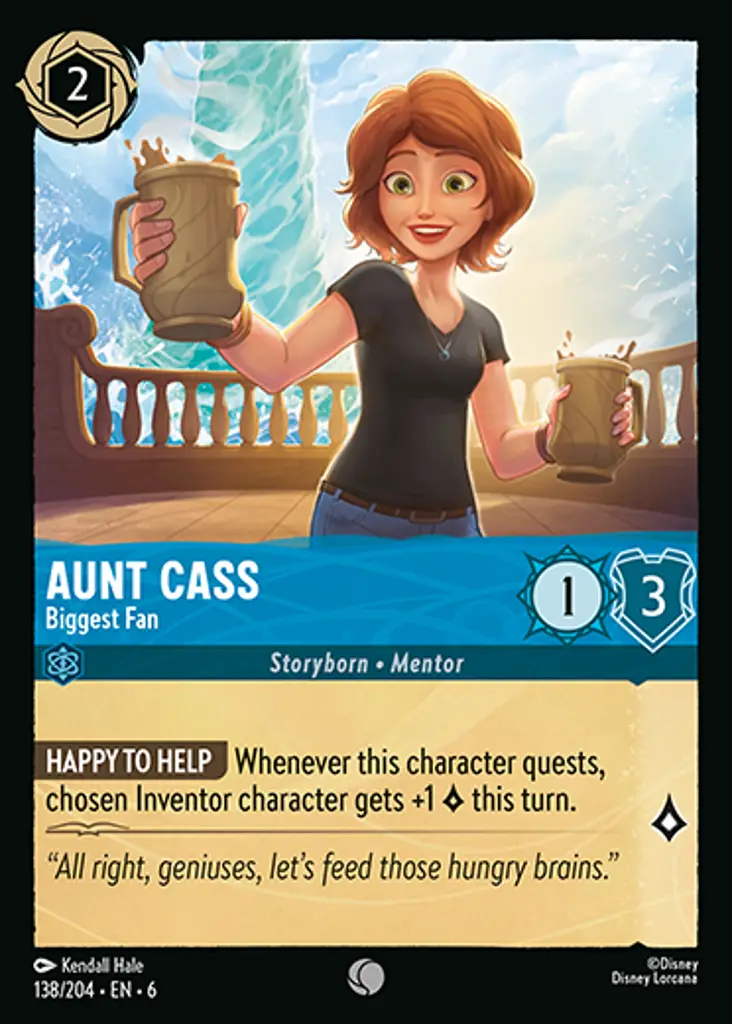 2
AUNT CASS
Biggest Fan
1
3
Storyborn • Mentor
HAPPY TO HELP Whenever this character quests,
chosen Inventor character gets +1 this turn.
“All right, geniuses, let’s feed those hungry brains.”
Kendall Hale
138/204 • EN • 6
©Disney
Disney Lorcana